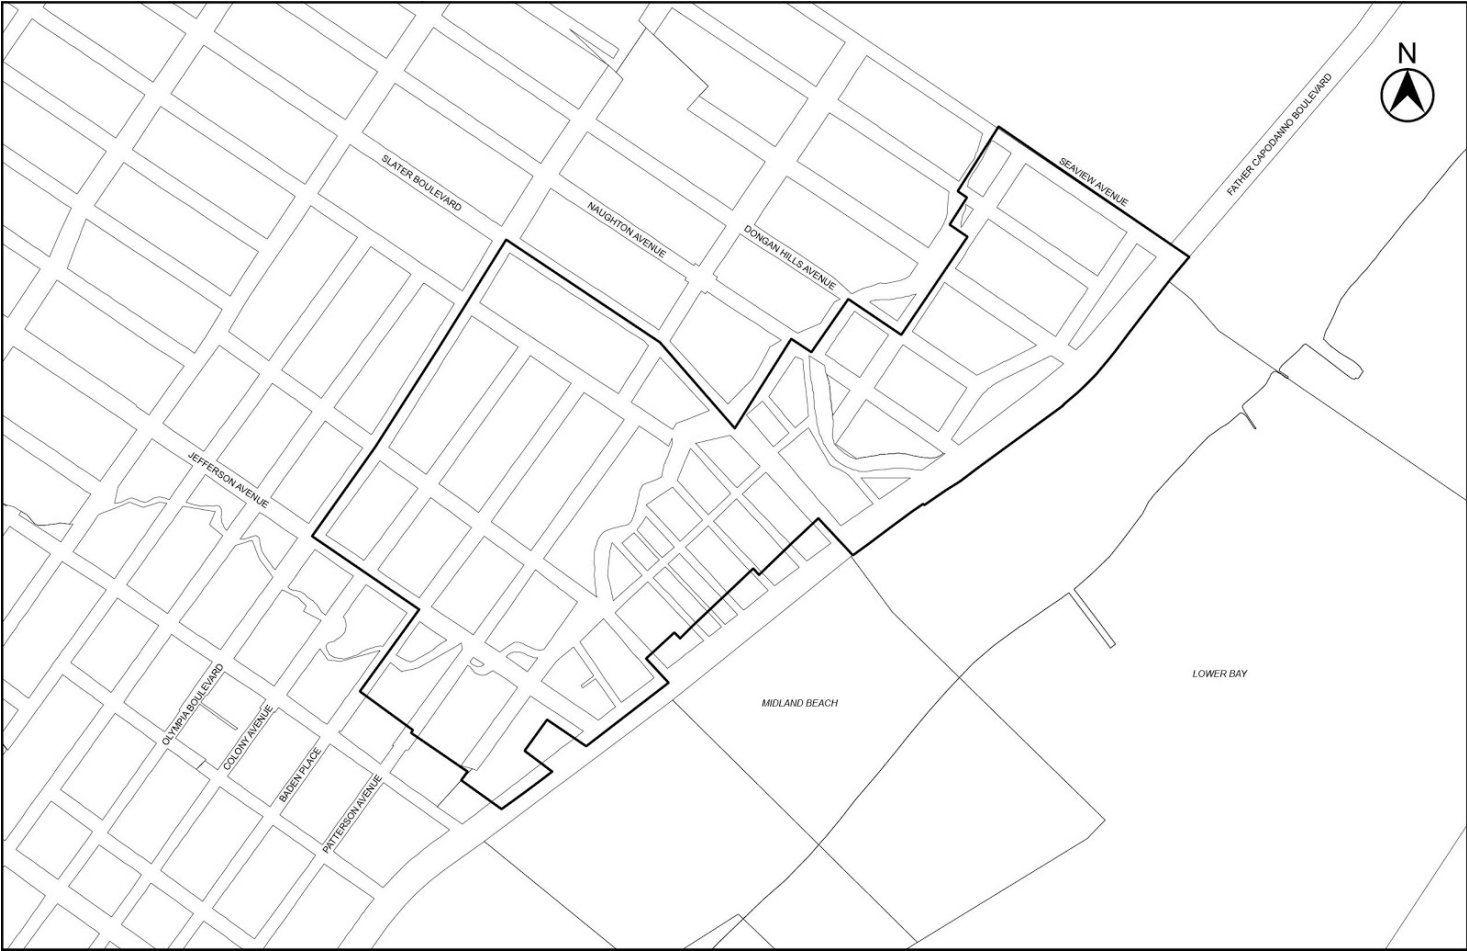 N
FATHER CAPODANNO BOULEVARD
SEAVIEW AVENUE
SLATER BOULEVARD
NAUGHTON AVENUE
DONGAN HILLS AVENUE
JEFFERSON AVENUE
OLYMPIA BOULEVARD
COLONY AVENUE
BADEN PLACE
PATTERSON AVENUE
MIDLAND BEACH
LOWER BAY